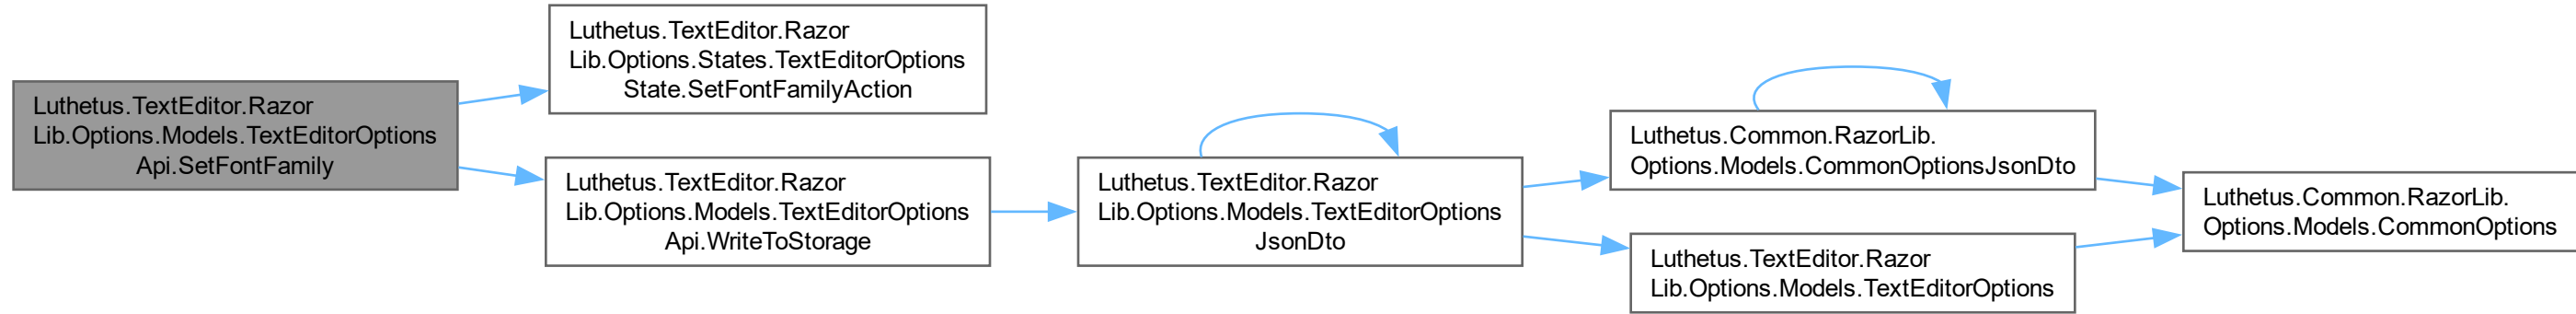 Luthetus.TextEditor.Razor
Lib.Options.Models.TextEditorOptions
Api.SetFontFamily
Luthetus.TextEditor.Razor
Lib.Options.States.TextEditorOptions
State.SetFontFamilyAction
Luthetus.TextEditor.Razor
Lib.Options.Models.TextEditorOptions
Api.WriteToStorage
Luthetus.TextEditor.Razor
Lib.Options.Models.TextEditorOptions
JsonDto
Luthetus.Common.RazorLib.
Options.Models.CommonOptionsJsonDto
Luthetus.TextEditor.Razor
Lib.Options.Models.TextEditorOptions
Luthetus.Common.RazorLib.
Options.Models.CommonOptions